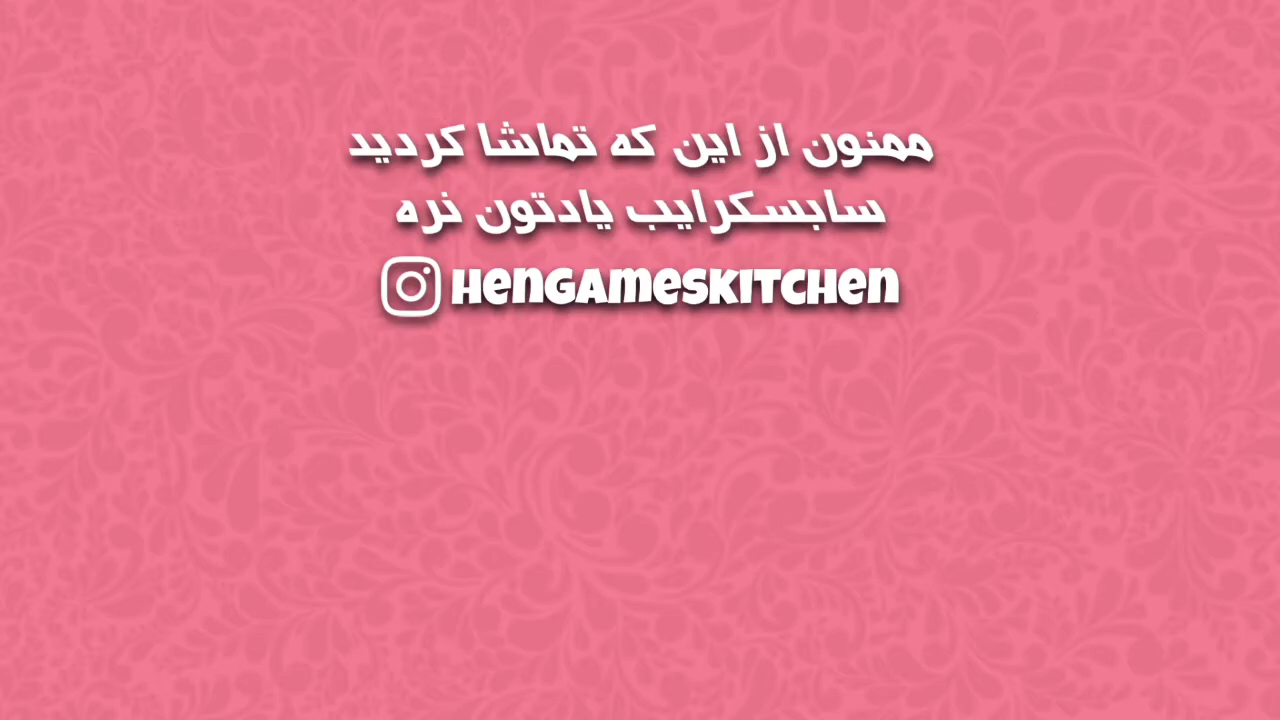 ممنون از این که تماشا کردید
سابسکرایب یادتون نره
HENGAMESKITCHEN